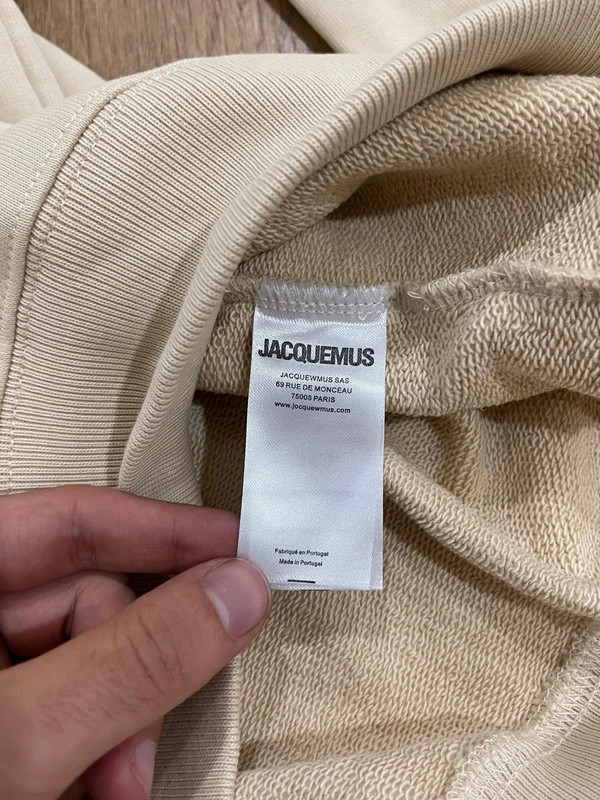 JACQUEMUS
JACQUEWMUS SAS
69 RUE DE MONCEAU
75008 PARIS
www.jocquewmus.com
Fabriqué en Portugal
Made in Portugal